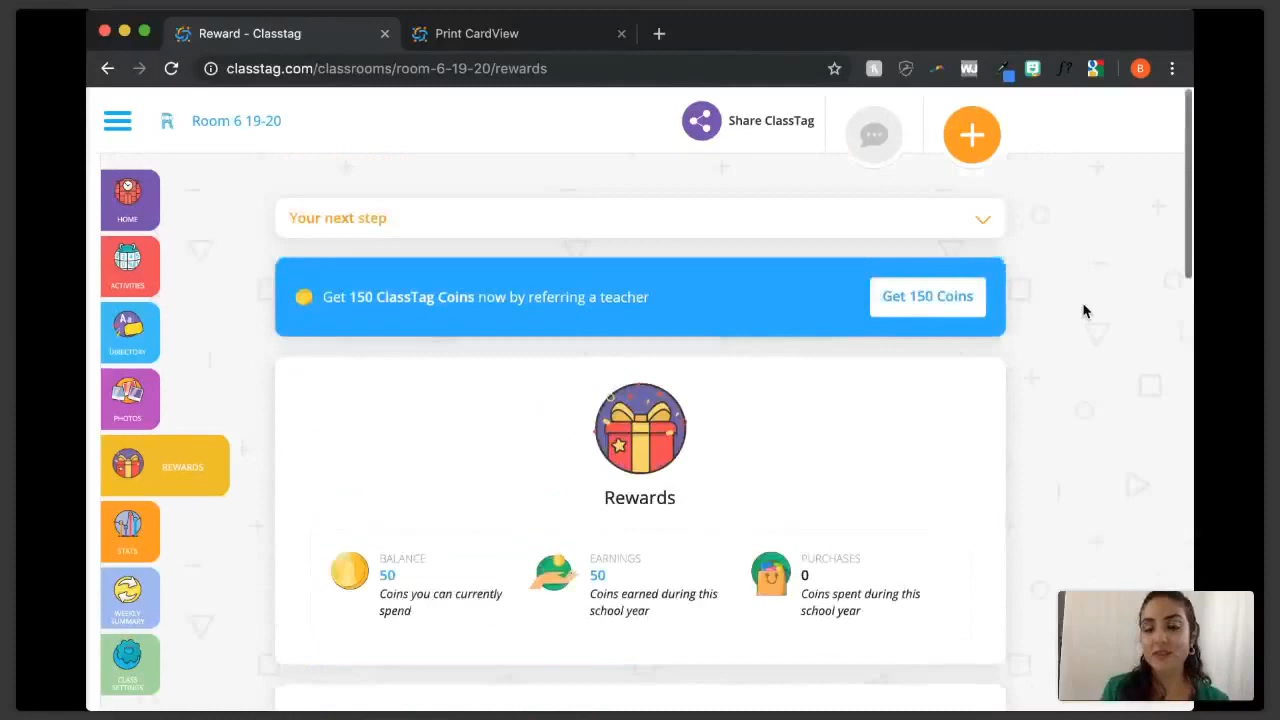 Reward - Classtag
Print CardView
classtag.com/classrooms/room-6-19-20/rewards
WJ
f?
B
Room 6 19-20
Share ClassTag
HOME
Your next step
ACTIVITIES
Get 150 ClassTag Coins now by referring a teacher
Get 150 Coins
Aa
DIRECTORY
PHOTOS
REWARDS
Rewards
STATS
BALANCE
50
Coins you can currently
spend
EARNINGS
50
Coins earned during this
school year
PURCHASES
0
Coins spent during this
school year
WEEKLY
SUMMARY
CLASS
SETTINGS